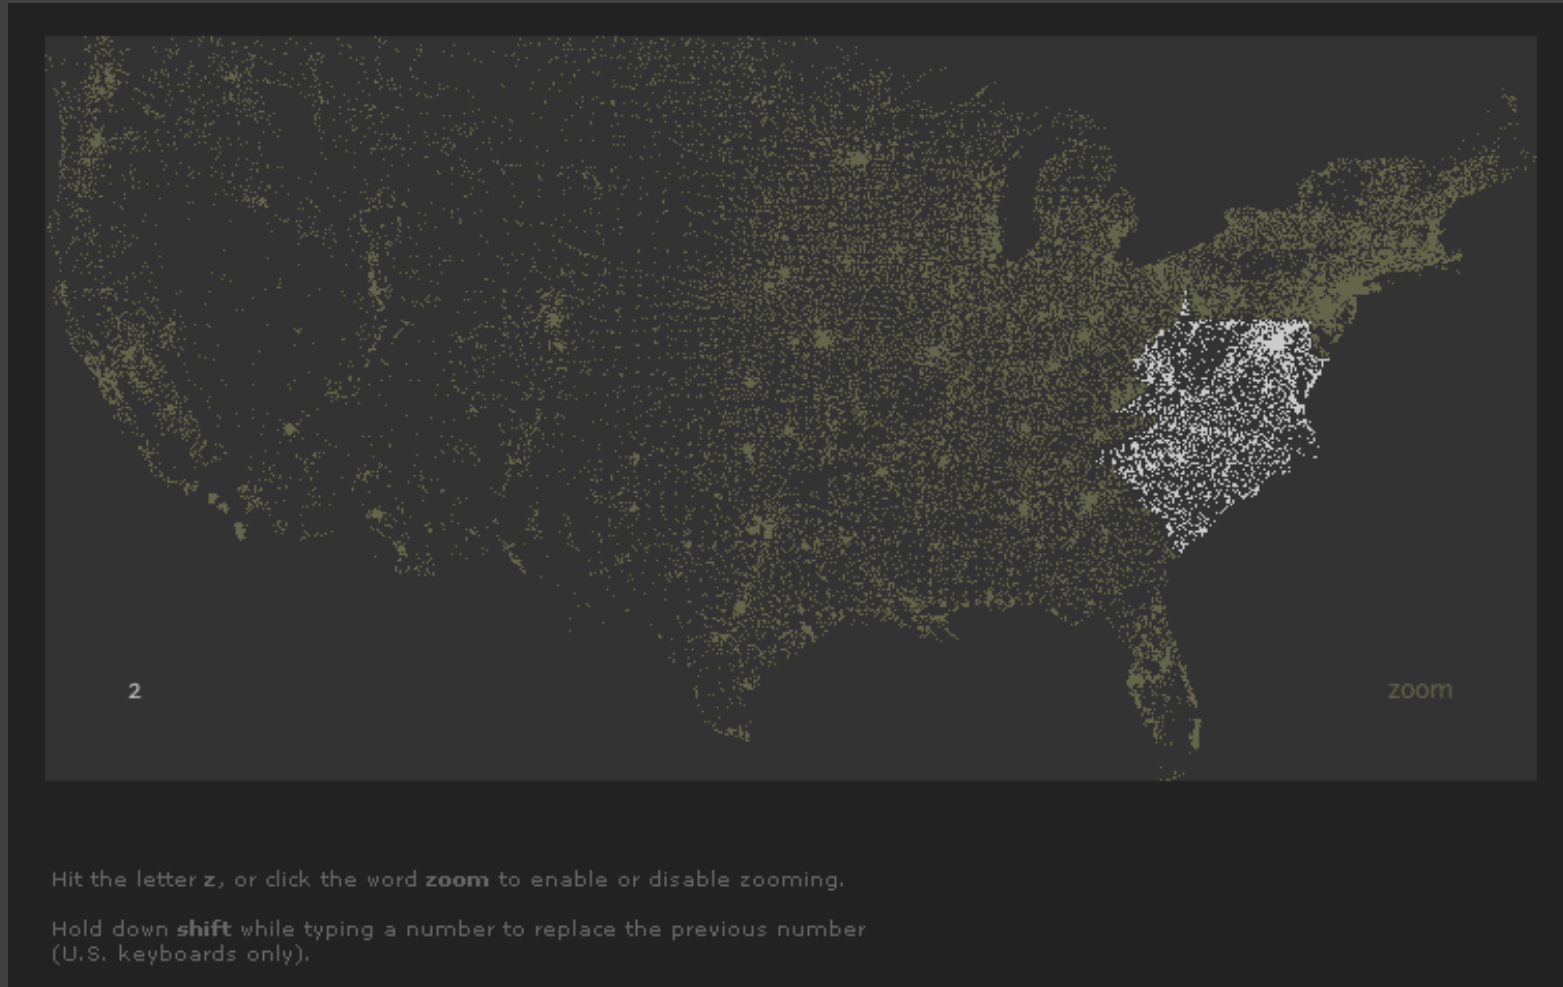 2
zoom
Hit the letter z, or click the word zoom to enable or disable zooming.
Hold down shift while typing a number to replace the previous number
(U.S. keyboards only).